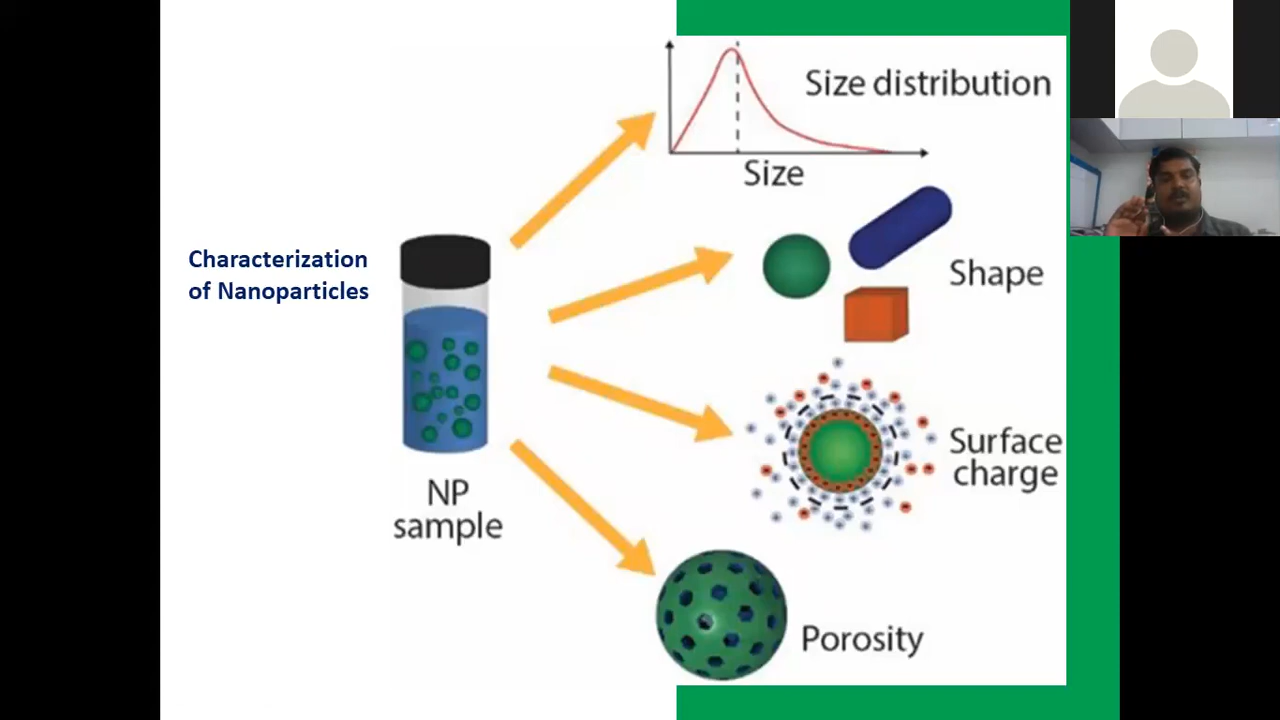 Characterization
of Nanoparticles
NP
sample
Size distribution
Size
Shape
Surface
charge
Porosity